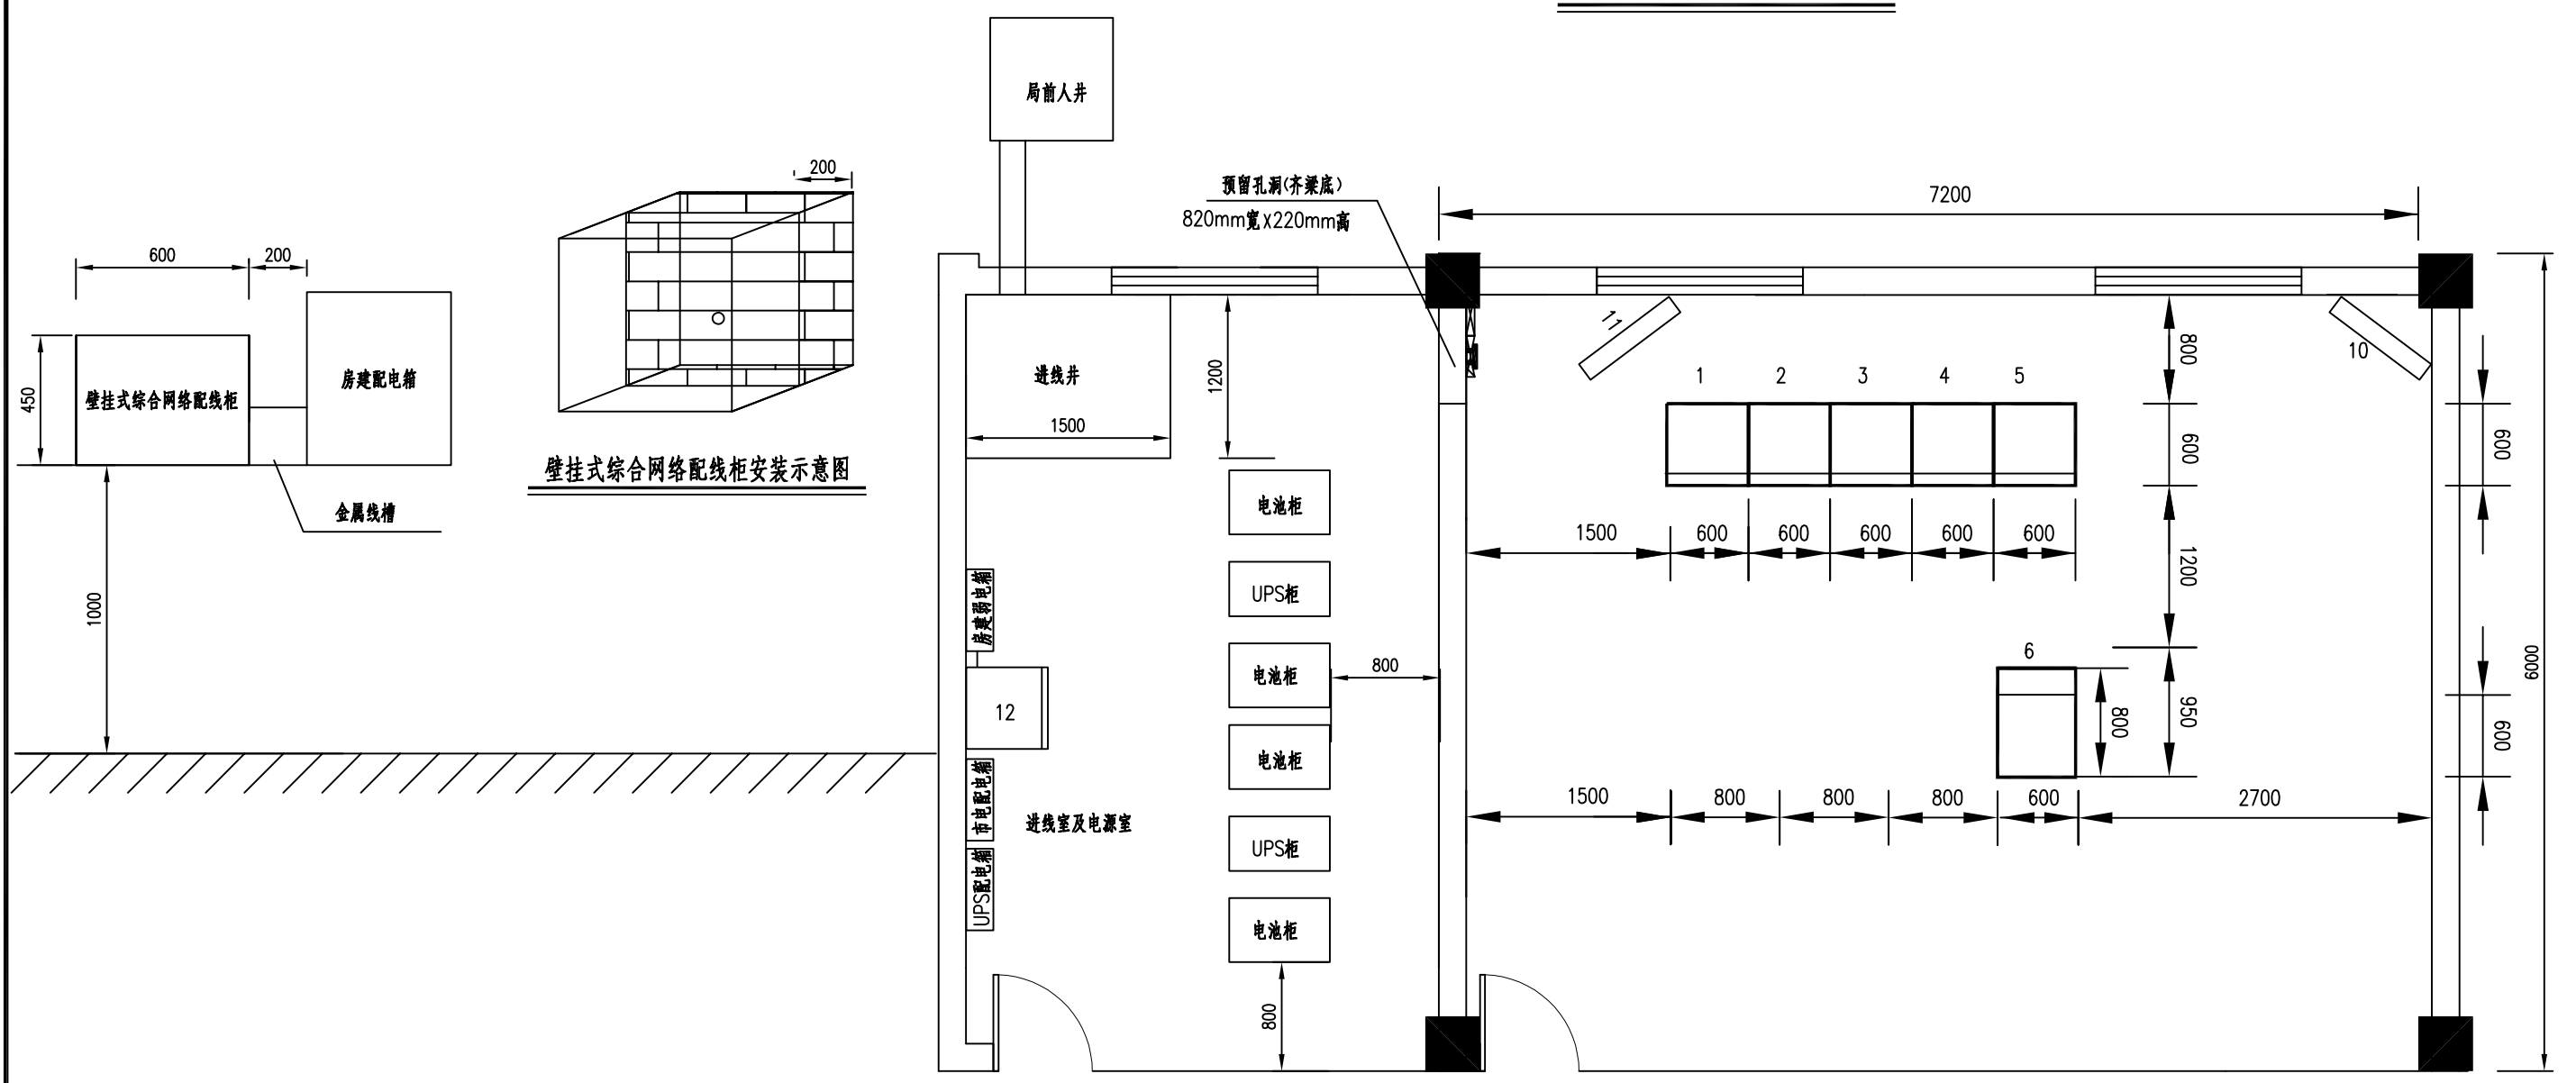 局前人井
200
预留孔洞(齐梁底)
820mm宽X220mm高
7200
600
200
450
壁挂式综合网络配线柜
房建配电箱
金属线槽
1000
壁挂式综合网络配线柜安装示意图
进线井
1500
1200
电池柜
UPS柜
电池柜
电池柜
UPS柜
电池柜
800
800
房建弱电箱
12
市电配电箱
UPS配电箱
进线室及电源室
11
10
1
2
3
4
5
800
600
1200
950
1500
600
600
600
600
600
6
800
1500
800
800
800
600
2700
600
600
6000